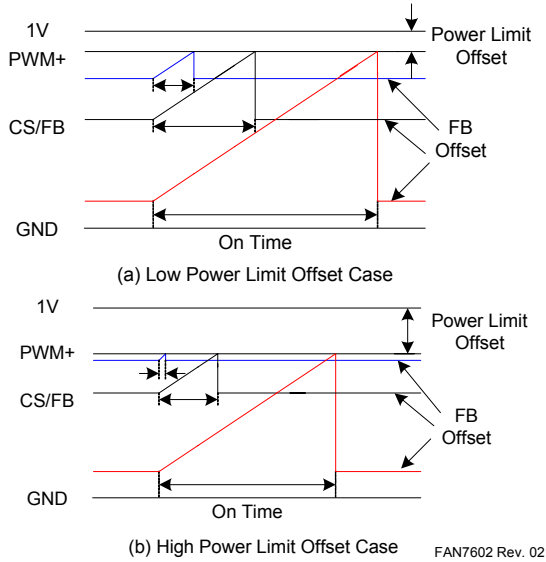 1V
Power Limit
Offset
PWM+
CS/FB
FB
Offset
GND
On Time
(a) Low Power Limit Offset Case
1V
Power Limit
Offset
PWM+
CS/FB
FB
Offset
GND
On Time
(b) High Power Limit Offset Case
FAN7602 Rev. 02